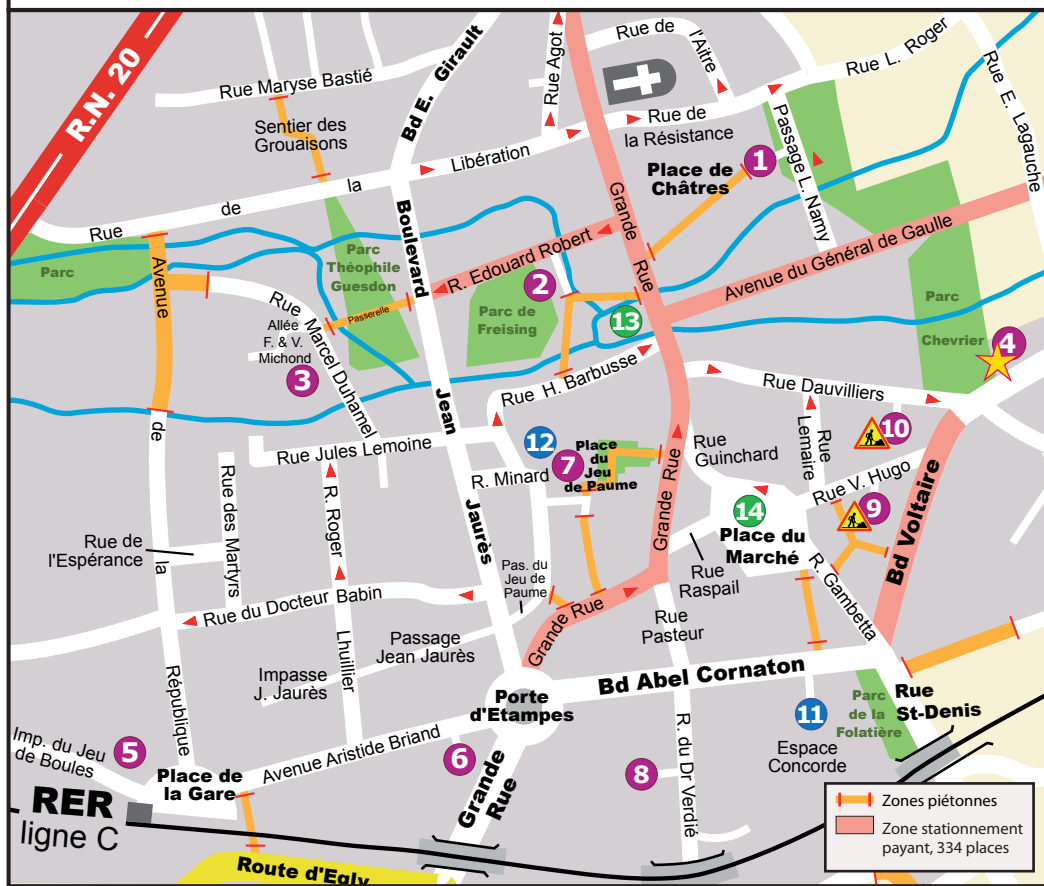 R.N. 20
Rue Maryse Bastié
Sentier des
Grouaisons
Bd E. Girault
Rue Agot
Rue de
l'Aitre
Rue L. Roger
Rue E. Lagauche
Rue de la Libération
Rue de
la Résistance
Place de
Châtres
1
Passage L. Namy
Grande Rue
Avenue du Général de Gaulle
Parc
Avenue de la République
Parc
Théophile
Guesdon
Boulevard Jean Jaurès
R. Edouard Robert
2
Parc de
Freising
13
Passerelle
Rue Marcel Duhamel
Allée
F. & V.
Michond
3
Parc
Chevrier
4
Rue H. Barbusse
Rue Dauvilliers
10
Rue
Lemaire
Rue V. Hugo
9
Bd Voltaire
Rue Jules Lemoine
12
7
Place
du
Jeu
de Paume
R. Minard
Rue
Guinchard
Grande Rue
14
Place du
Marché
Rue des Martyrs
R. Roger Lhuillier
Rue de
l'Espérance
Pas. du
Jeu de
Paume
Rue
Raspail
R. Gambetta
Rue du Docteur Babin
Passage
Jean Jaurès
Impasse
J. Jaurès
Grande Rue
Rue
Pasteur
Bd Abel Cornaton
Porte
d'Etampes
Parc
de la
Folatière
Rue
St-Denis
11
Espace
Concorde
Imp. du Jeu
de Boules
5
Place de
la Gare
Avenue Aristide Briand
6
8
R. du Dr Verdié
Grande
Rue
RER
ligne C
Route d'Egly
Zones piétonnes
Zone stationnement
payant, 334 places